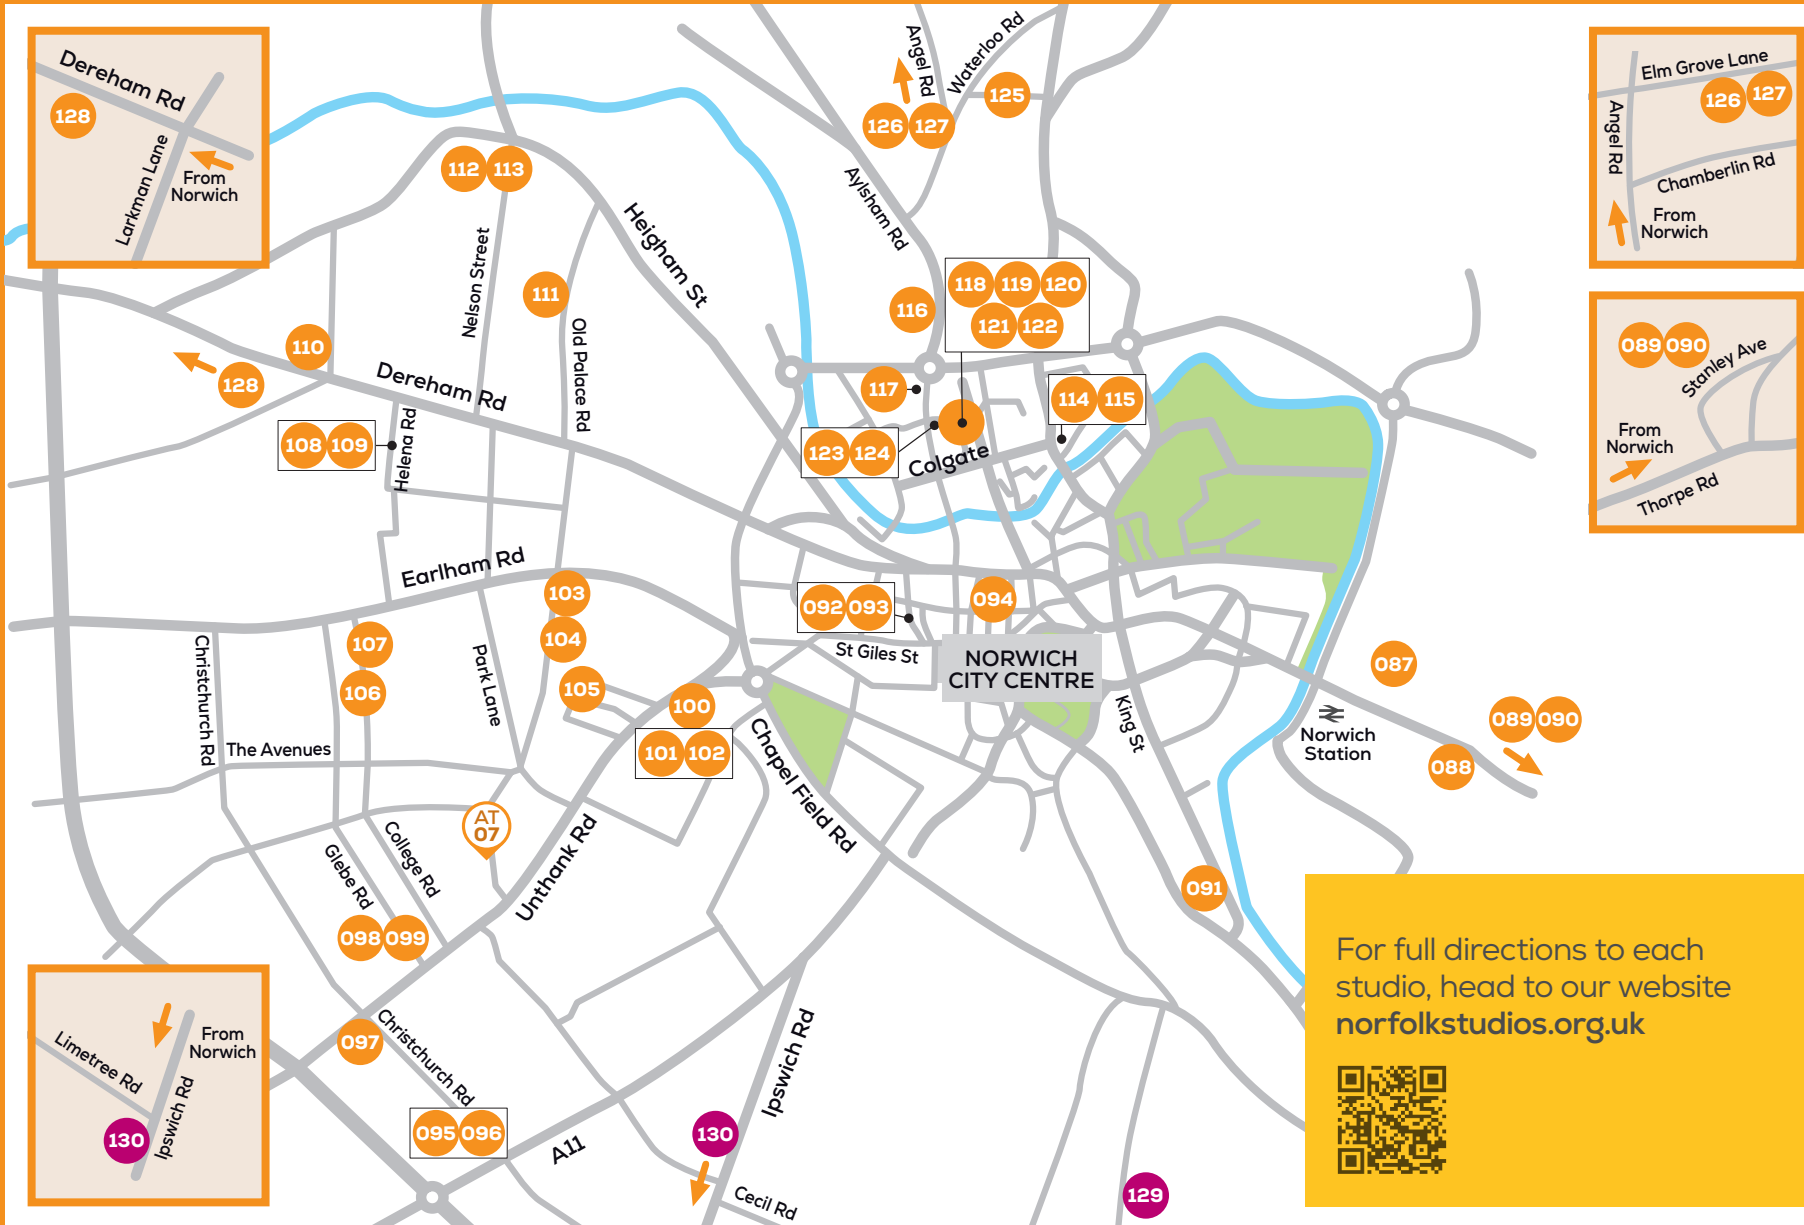 Dereham Rd
128
Larkman Lane
From
Norwich
Angel Rd
Waterloo Rd
125
126 127
Elm Grove Lane
126 127
Angel Rd
Chamberlin Rd
From
Norwich
112 113
Aylsham Rd
Heigham St
Nelson Street
111
Old Palace Rd
116
118 119 120
121 122
110
128
Dereham Rd
117
114 115
089 090
Stanley Ave
From
Norwich
Thorpe Rd
108 109
Helena Rd
123 124
Colgate
Earlham Rd
103
104
105
092 093
094
St Giles St
NORWICH
CITY CENTRE
087
107
106
Christchurch Rd
Park Lane
The Avenues
100
101 102
Chapel Field Rd
King St
Norwich
Station
089 090
088
AT
07
Unthank Rd
Glebe Rd
College Rd
098 099
091
For full directions to each
studio, head to our website
norfolkstudios.org.uk
From
Norwich
Limetree Rd
Ipswich Rd
130
097
Christchurch Rd
095 096
A11
Ipswich Rd
130
Cecil Rd
129